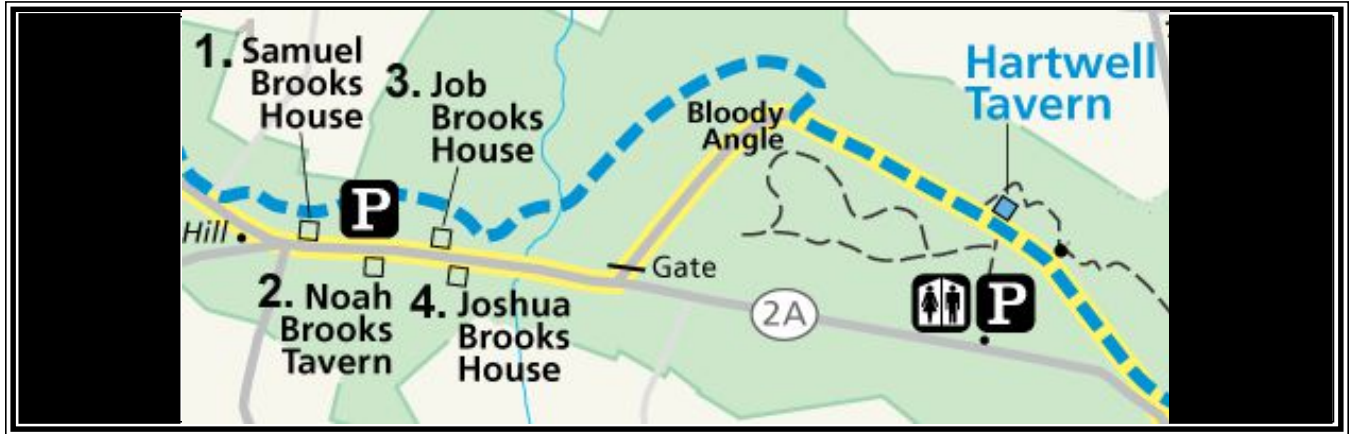 1. Samuel
Brooks
House
3. Job
Brooks
House
Bloody
Angle
Hartwell
Tavern
P
Hill
Gate
2. Noah
Brooks
Tavern
4. Joshua
Brooks
House
2A
P